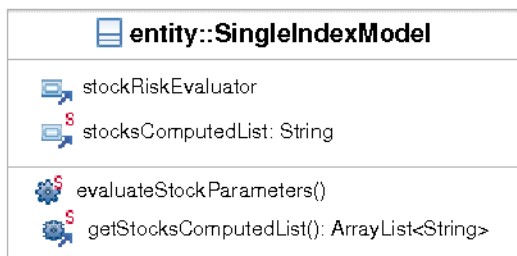 entity::SingleIndexModel
stockRiskEvaluator
S stocksComputedList: String
S evaluateStockParameters()
S getStocksComputedList(): ArrayList<String>